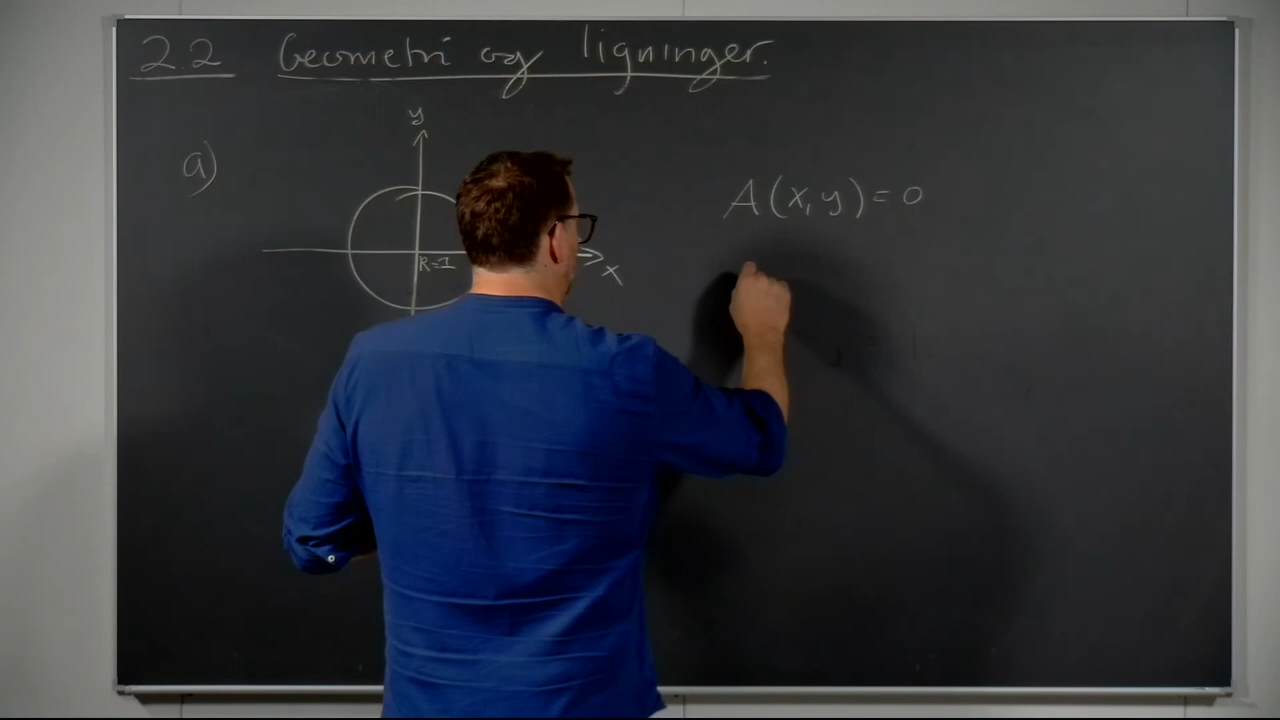 2.2 Geometri og ligninger.
a)
y
A(x,y)=0
R=1
x